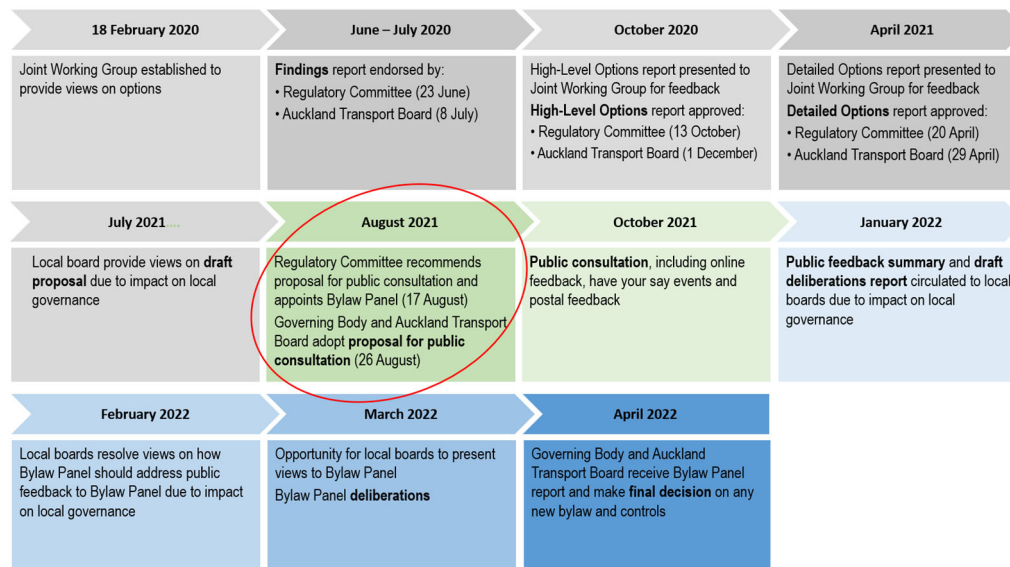 18 February 2020
June – July 2020
October 2020
April 2021
Joint Working Group established to
provide views on options
Findings report endorsed by:
• Regulatory Committee (23 June)
• Auckland Transport Board (8 July)
High-Level Options report presented to
Joint Working Group for feedback
High-Level Options report approved:
• Regulatory Committee (13 October)
• Auckland Transport Board (1 December)
Detailed Options report presented to
Joint Working Group for feedback
Detailed Options report approved:
• Regulatory Committee (20 April)
• Auckland Transport Board (29 April)
July 2021....
August 2021
October 2021
January 2022
Local board provide views on draft
proposal due to impact on local
governance
Regulatory Committee recommends
proposal for public consultation and
appoints Bylaw Panel (17 August)
Governing Body and Auckland Transport
Board adopt proposal for public
consultation (26 August)
Public consultation, including online
feedback, have your say events and
postal feedback
Public feedback summary and draft
deliberations report circulated to local
boards due to impact on local
governance
February 2022
March 2022
April 2022
Local boards resolve views on how
Bylaw Panel should address public
feedback to Bylaw Panel due to impact
on local governance
Opportunity for local boards to present
views to Bylaw Panel
Bylaw Panel deliberations
Governing Body and Auckland
Transport Board receive Bylaw Panel
report and make final decision on any
new bylaw and controls